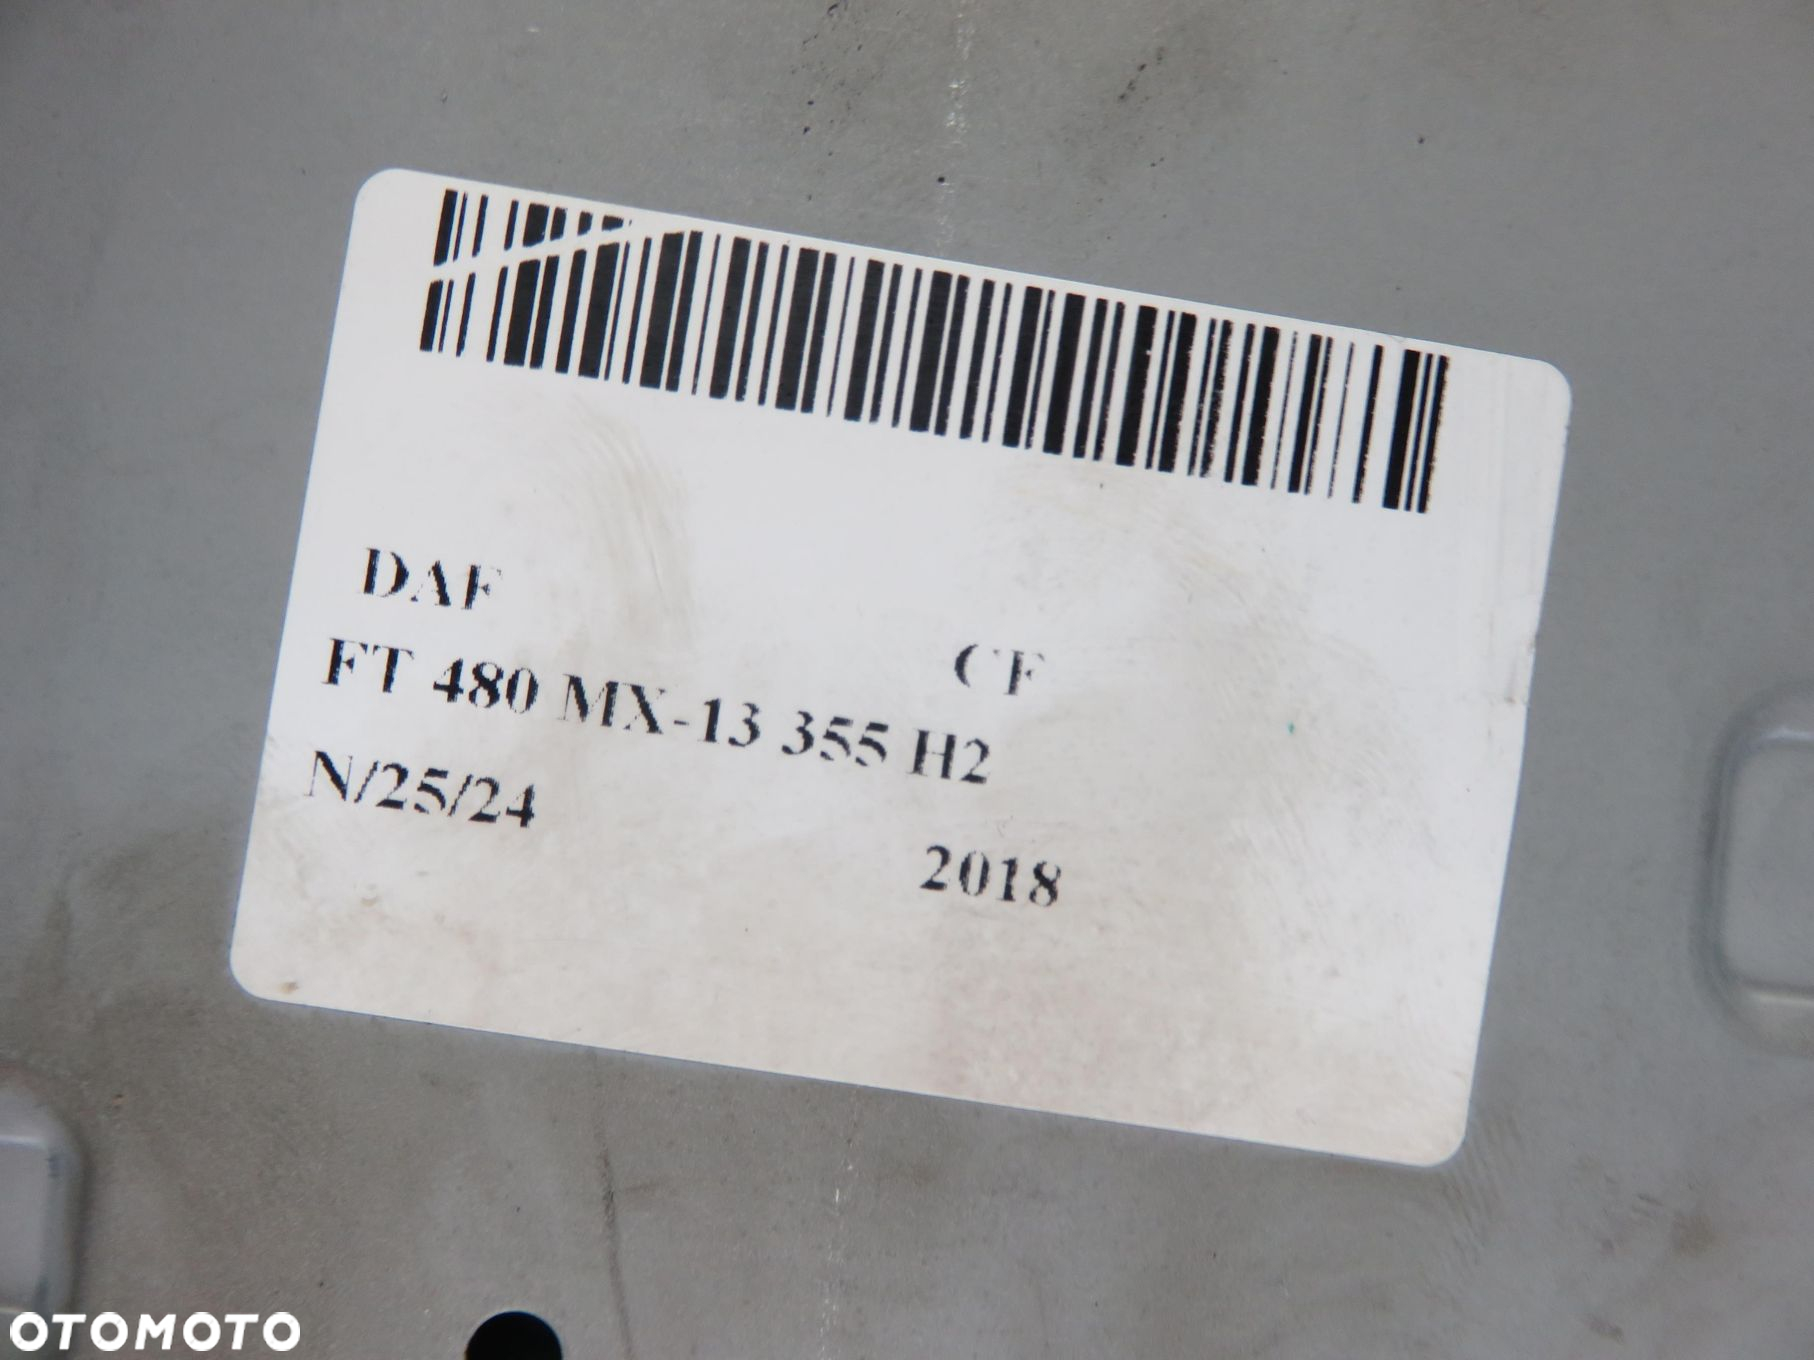 DAF
CF
FT 480 MX-13 355 H2
N/25/24
2018
OTOMOTO